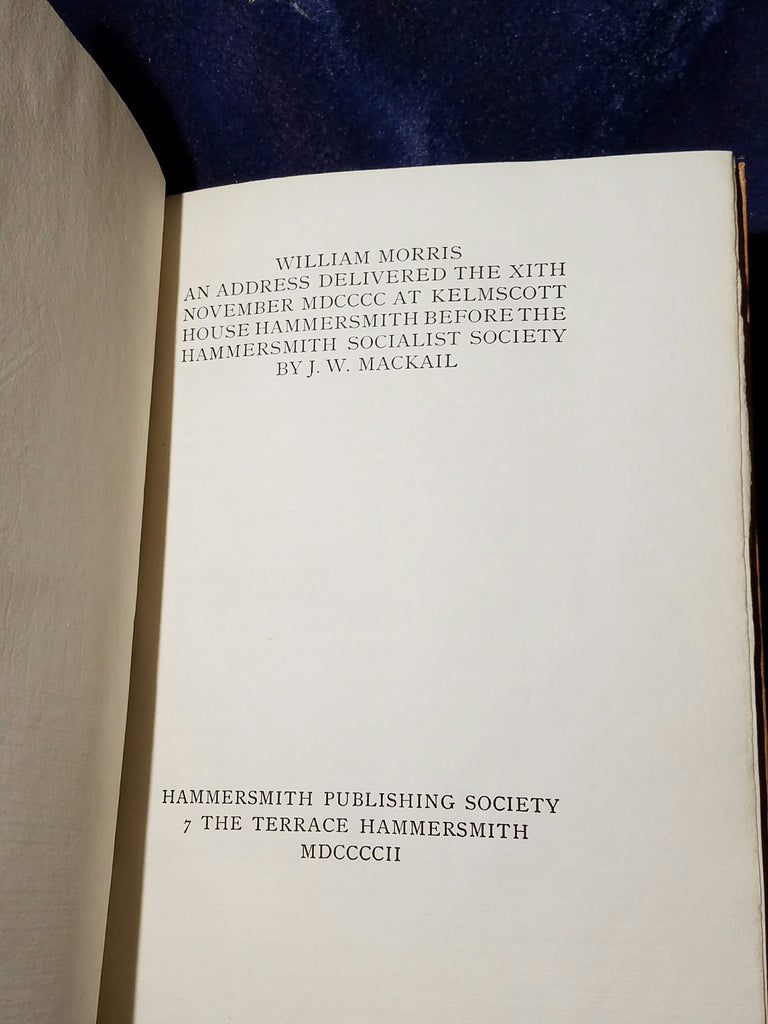 WILLIAM MORRIS
AN ADDRESS DELIVERED THE XITH
NOVEMBER MDCCCC AT KELMSCOTT
HOUSE HAMMERSMITH BEFORE THE
HAMMERSMITH SOCIALIST SOCIETY
BY J. W. MACKAIL
HAMMERSMITH PUBLISHING SOCIETY
7 THE TERRACE HAMMERSMITH
MDCCCCII